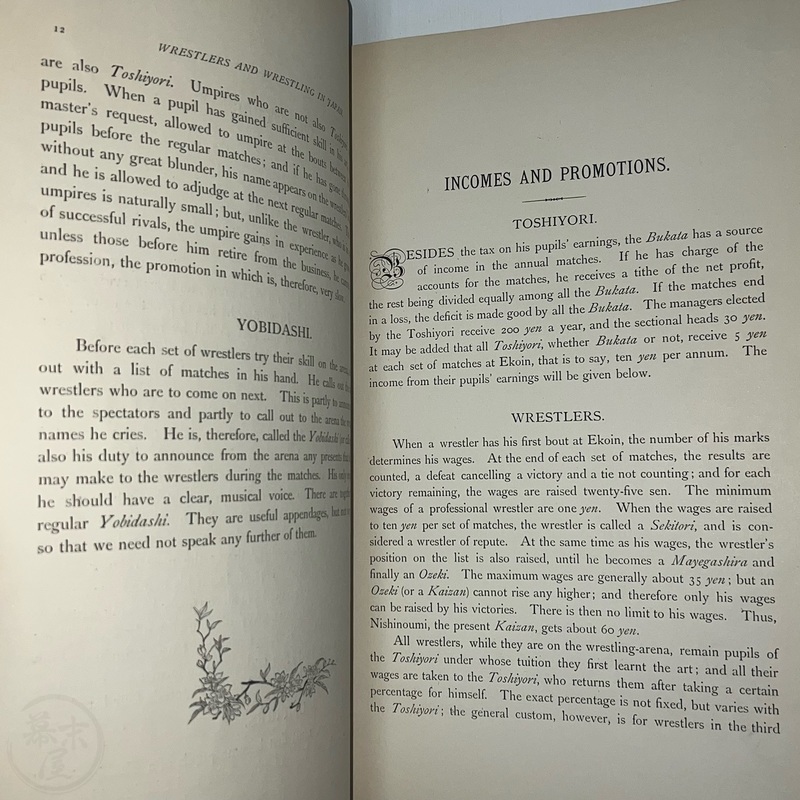 12
WRESTLERS AND WRESTLING IN JAPAN
are also Toshiyori. Umpires who are not also
pupils. When a pupil has gained sufficient skill in his
master's request, allowed to umpire at the bouts between
pupils before the regular matches; and if he has gone
without any great blunder, his name appears on the wrestler's
and he is allowed to adjudge at the next regular matches.
umpires is naturally small; but, unlike the wrestler, who is
of successful rivals, the umpire gains in experience as he
unless those before him retire from the business, he
profession, the promotion in which is, therefore, very slow.
YOBIDASHI.
Before each set of wrestlers try their skill on the
out with a list of matches in his hand. He calls out
wrestlers who are to come on next. This is partly to
to the spectators and partly to call out to the arena the
names he cries. He is, therefore, called the Yobidashi
also his duty to announce from the arena any presents
may make to the wrestlers during the matches. His only
he should have a clear, musical voice. There are
regular Yobidashi. They are useful appendages, but
so that we need not speak any further of them.
INCOMES AND PROMOTIONS.
TOSHIYORI.
BESIDES the tax on his pupils' earnings, the Bukata has a source
of income in the annual matches. If he has charge of the
accounts for the matches, he receives a tithe of the net profit,
the rest being divided equally among all the Bukata. If the matches end
in a loss, the deficit is made good by all the Bukata. The managers elected
by the Toshiyori receive 200 yen a year, and the sectional heads 30 yen.
It may be added that all Toshiyori, whether Bukata or not, receive 5 yen
at each set of matches at Ekoin, that is to say, ten yen per annum. The
income from their pupils' earnings will be given below.
WRESTLERS.
When a wrestler has his first bout at Ekoin, the number of his marks
determines his wages. At the end of each set of matches, the results are
counted, a defeat cancelling a victory and a tie not counting; and for each
victory remaining, the wages are raised twenty-five sen. The minimum
wages of a professional wrestler are one yen. When the wages are raised
to ten yen per set of matches, the wrestler is called a Sekitori, and is con-
sidered a wrestler of repute. At the same time as his wages, the wrestler's
position on the list is also raised, until he becomes a Mayegashira and
finally an Ozeki. The maximum wages are generally about 35 yen; but an
Ozeki (or a Kaizan) cannot rise any higher; and therefore only his wages
can be raised by his victories. There is then no limit to his wages. Thus,
Nishinoumi, the present Kaizan, gets about 60 yen.
All wrestlers, while they are on the wrestling-arena, remain pupils of
the Toshiyori under whose tuition they first learnt the art; and all their
wages are taken to the Toshiyori, who returns them after taking a certain
percentage for himself. The exact percentage is not fixed, but varies with
the Toshiyori; the general custom, however, is for wrestlers in the third
幕末
屋